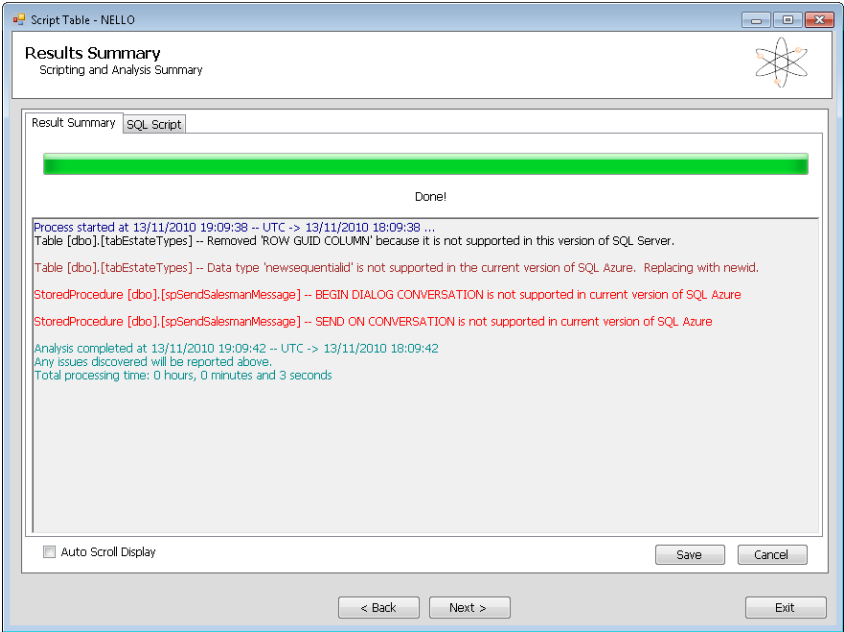 Script Table - NELLO
Results Summary
Scripting and Analysis Summary
Result Summary
SQL Script
Done!
Process started at 13/11/2010 19:09:38 -- UTC -> 13/11/2010 18:09:38 ...
Table [dbo].[tabEstateTypes] -- Removed 'ROW GUID COLUMN' because it is not supported in this version of SQL Server.
Table [dbo].[tabEstateTypes] -- Data type 'newsequentialid' is not supported in the current version of SQL Azure.  Replacing with newid.
StoredProcedure [dbo].[spSendSalesmanMessage] -- BEGIN DIALOG CONVERSATION is not supported in current version of SQL Azure
StoredProcedure [dbo].[spSendSalesmanMessage] -- SEND ON CONVERSATION is not supported in current version of SQL Azure
Analysis completed at 13/11/2010 19:09:42 -- UTC -> 13/11/2010 18:09:42
Any issues discovered will be reported above.
Total processing time: 0 hours, 0 minutes and 3 seconds
Auto Scroll Display
Save
Cancel
< Back
Next >
Exit